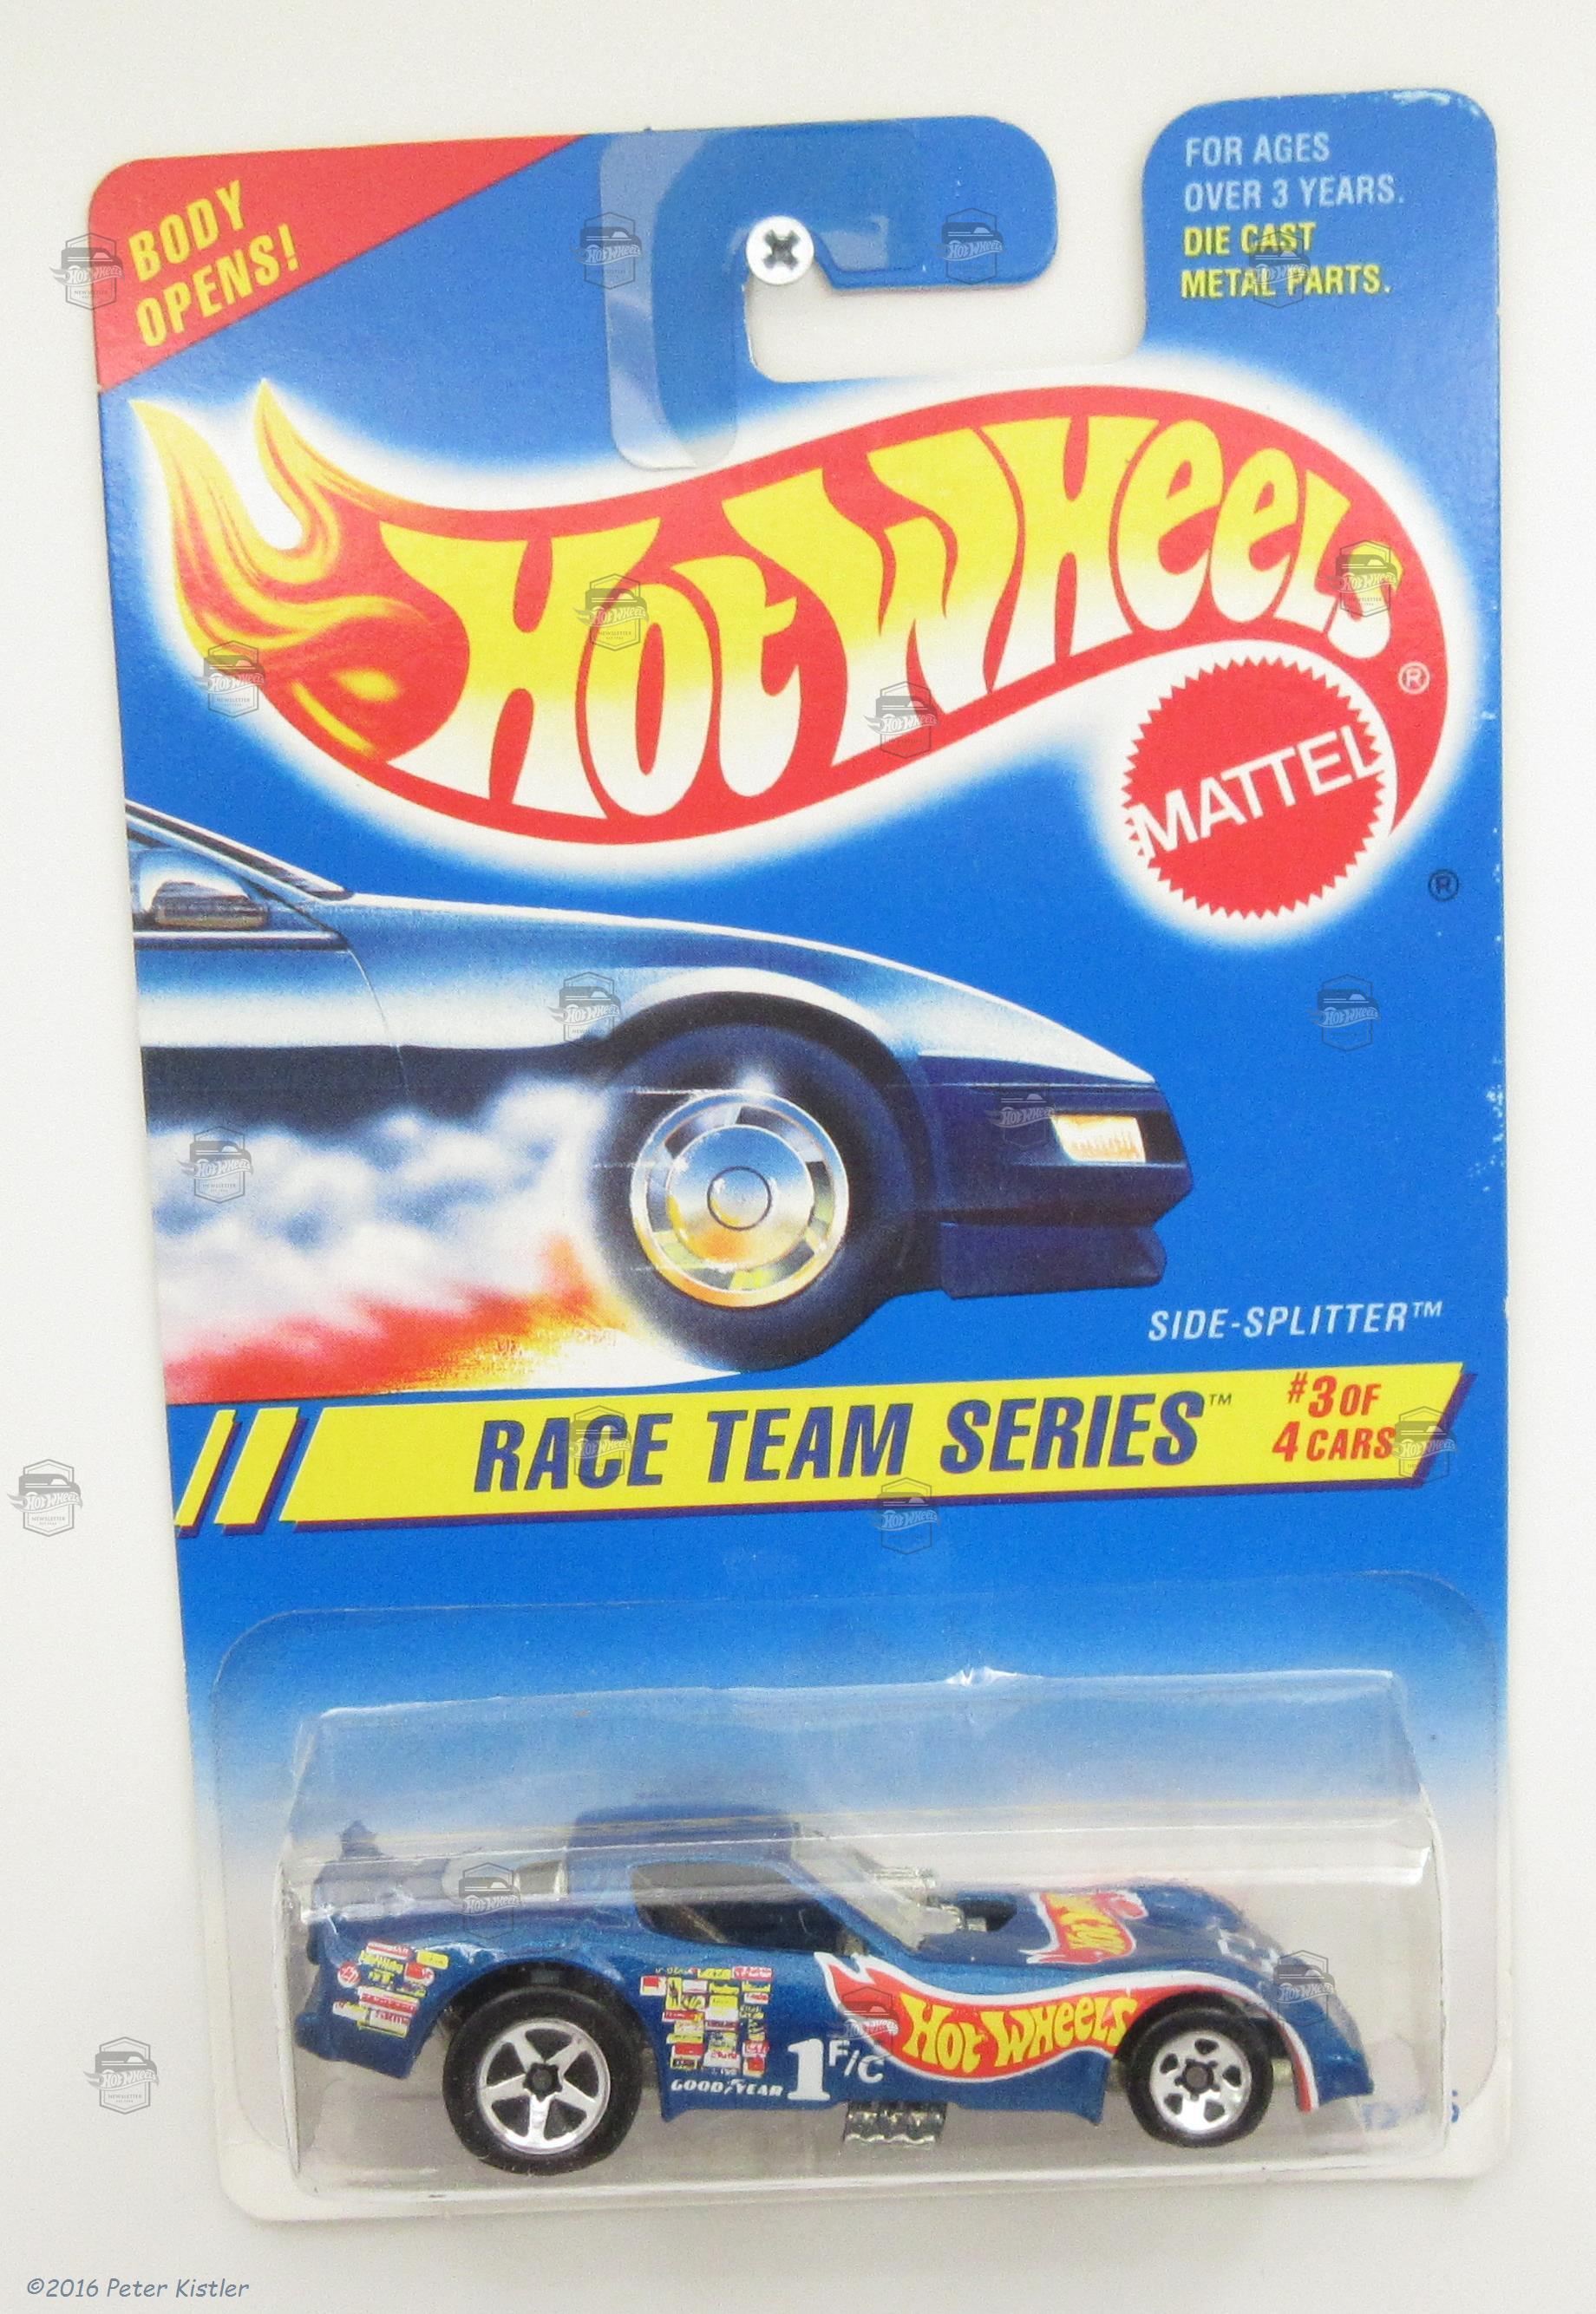 BODY
OPENS!
FOR AGES
OVER 3 YEARS.
DIE CAST
METAL PARTS.
HOT WHEELS ®
MATTEL
®
SIDE-SPLITTER™
RACE TEAM SERIES™
#3 OF
4 CARS
HOT WHEELS
1 F/C
GOODYEAR
©2016 Peter Kistler